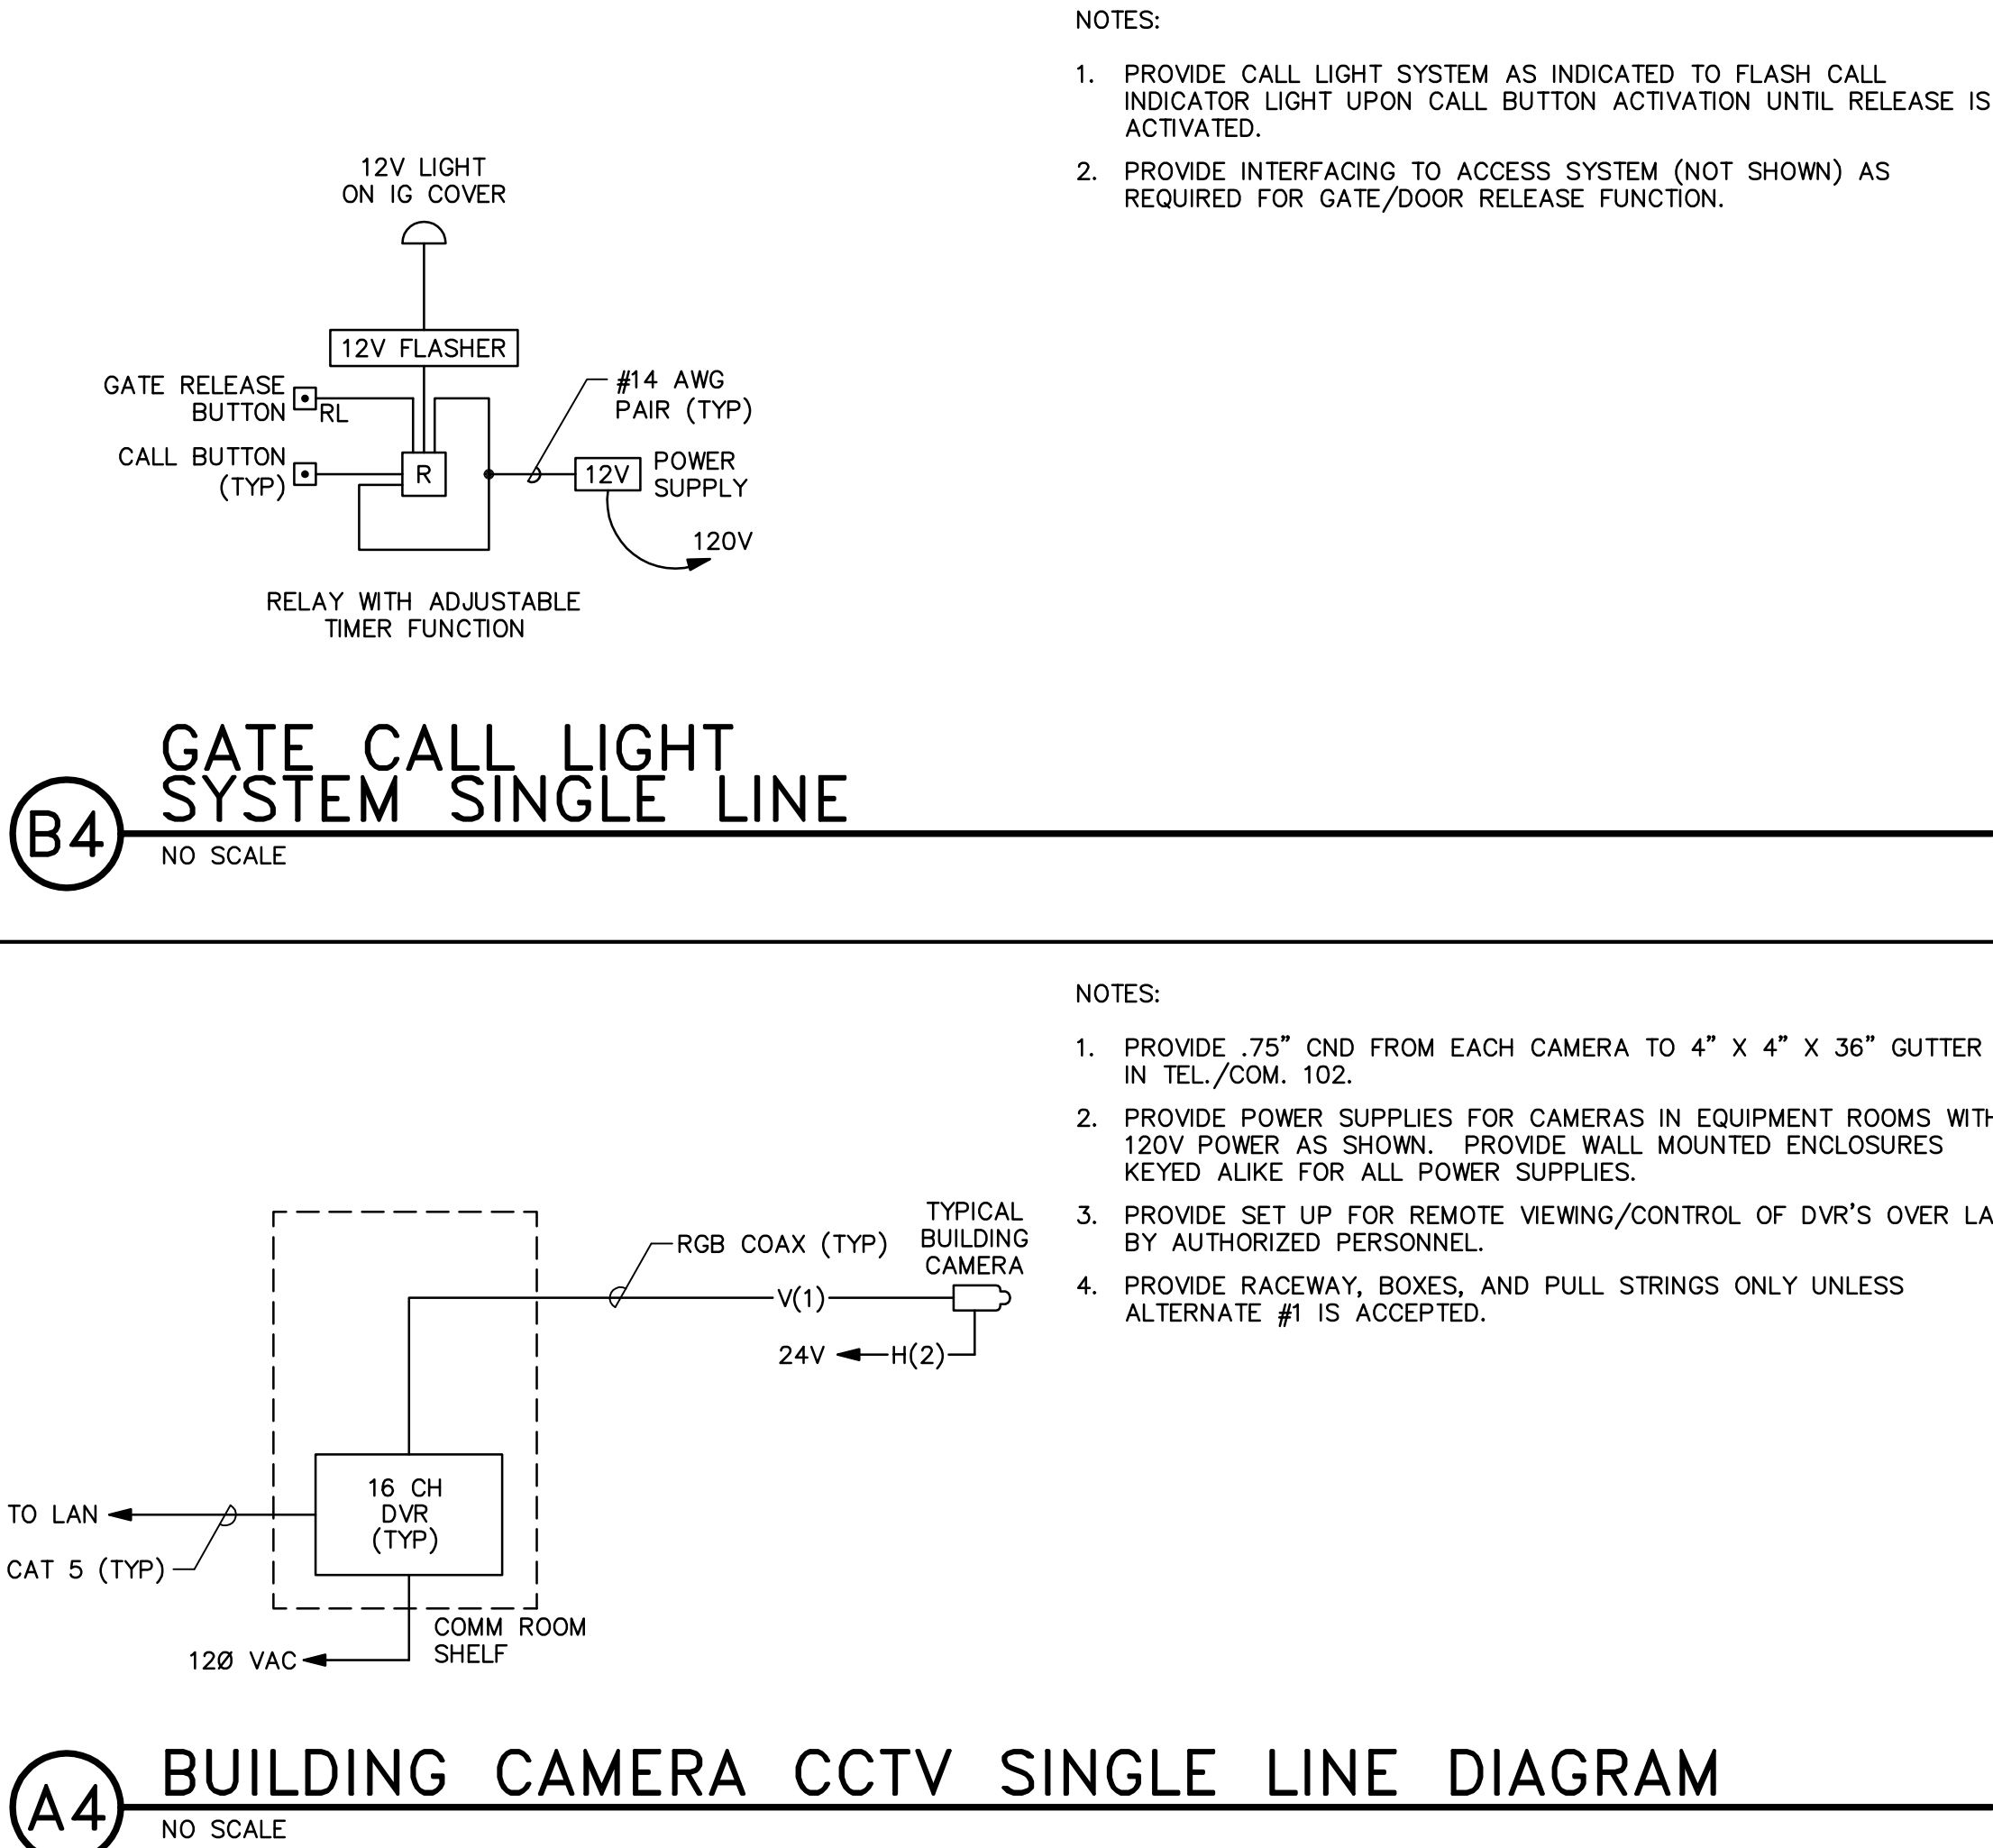 NOTES:
1. PROVIDE CALL LIGHT SYSTEM AS INDICATED TO FLASH CALL
INDICATOR LIGHT UPON CALL BUTTON ACTIVATION UNTIL RELEASE IS
ACTIVATED.
2. PROVIDE INTERFACING TO ACCESS SYSTEM (NOT SHOWN) AS
REQUIRED FOR GATE/DOOR RELEASE FUNCTION.
12V LIGHT
ON IG COVER
12V FLASHER
GATE RELEASE
BUTTON
RL
#14 AWG
PAIR (TYP)
CALL BUTTON
(TYP)
R
12V
POWER
SUPPLY
120V
RELAY WITH ADJUSTABLE
TIMER FUNCTION
B4
GATE CALL LIGHT
SYSTEM SINGLE LINE
NO SCALE
NOTES:
1. PROVIDE .75" CND FROM EACH CAMERA TO 4" X 4" X 36" GUTTER
IN TEL./COM. 102.
2. PROVIDE POWER SUPPLIES FOR CAMERAS IN EQUIPMENT ROOMS WITH
120V POWER AS SHOWN. PROVIDE WALL MOUNTED ENCLOSURES
KEYED ALIKE FOR ALL POWER SUPPLIES.
3. PROVIDE SET UP FOR REMOTE VIEWING/CONTROL OF DVR'S OVER
BY AUTHORIZED PERSONNEL.
4. PROVIDE RACEWAY, BOXES, AND PULL STRINGS ONLY UNLESS
ALTERNATE #1 IS ACCEPTED.
TYPICAL
BUILDING
CAMERA
RGB COAX (TYP)
V(1)
24V
H(2)
16 CH
DVR
(TYP)
TO LAN
CAT 5 (TYP)
COMM ROOM
SHELF
12Ø VAC
A4
BUILDING CAMERA CCTV SINGLE LINE DIAGRAM
NO SCALE